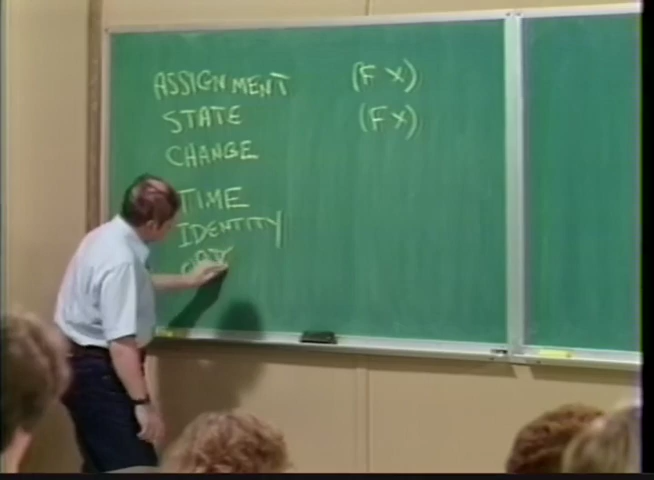 ASSIGNMENT (F X)
STATE (F X)
CHANGE
TIME
IDENTITY